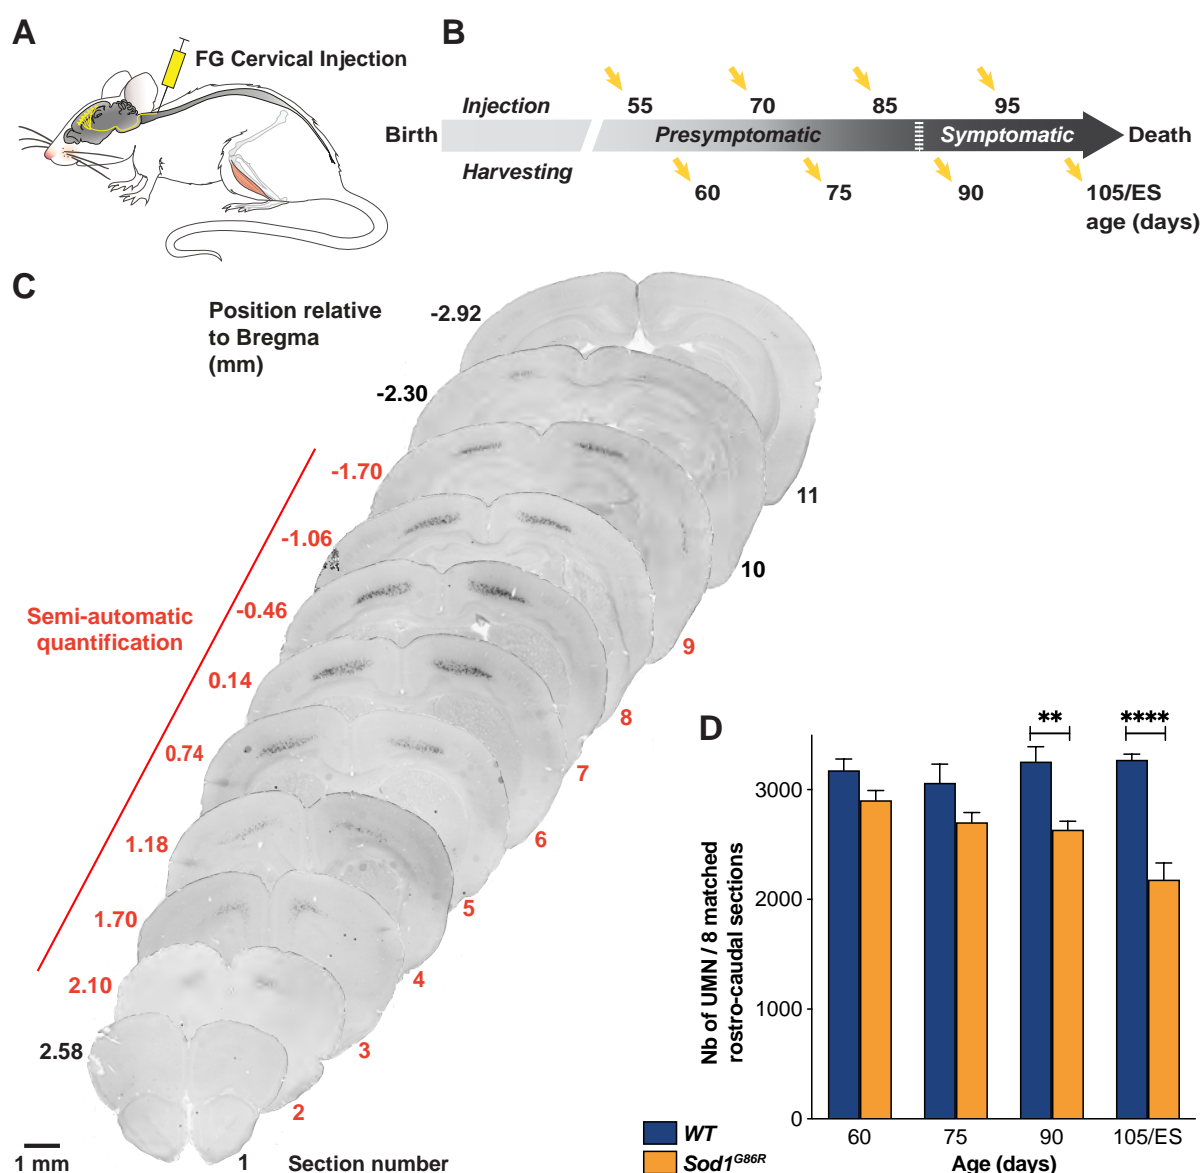 A
FG Cervical Injection
B
Injection
55
70
85
95
Birth
Presymptomatic
Symptomatic
Death
Harvesting
60
75
90
105/ES
age (days)
C
Position relative
to Bregma
(mm)
-2.92
-2.30
-1.70
-1.06
-0.46
0.14
0.74
1.18
1.70
2.10
2.58
Semi-automatic
quantification
11
10
9
8
7
6
5
4
3
2
1
Section number
1 mm
D
Nb of UMN / 8 matched
rostro-caudal sections
3000
2000
1000
0
**
****
60
75
90
105/ES
Age (days)
WT
Sod1G86R